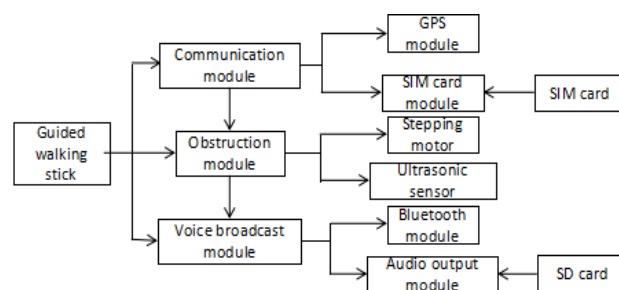 GPS
module
Communication
module
SIM card
module
SIM card
Guided
walking
stick
Obstruction
module
Stepping
motor
Ultrasonic
sensor
Voice broadcast
module
Bluetooth
module
Audio output
module
SD card